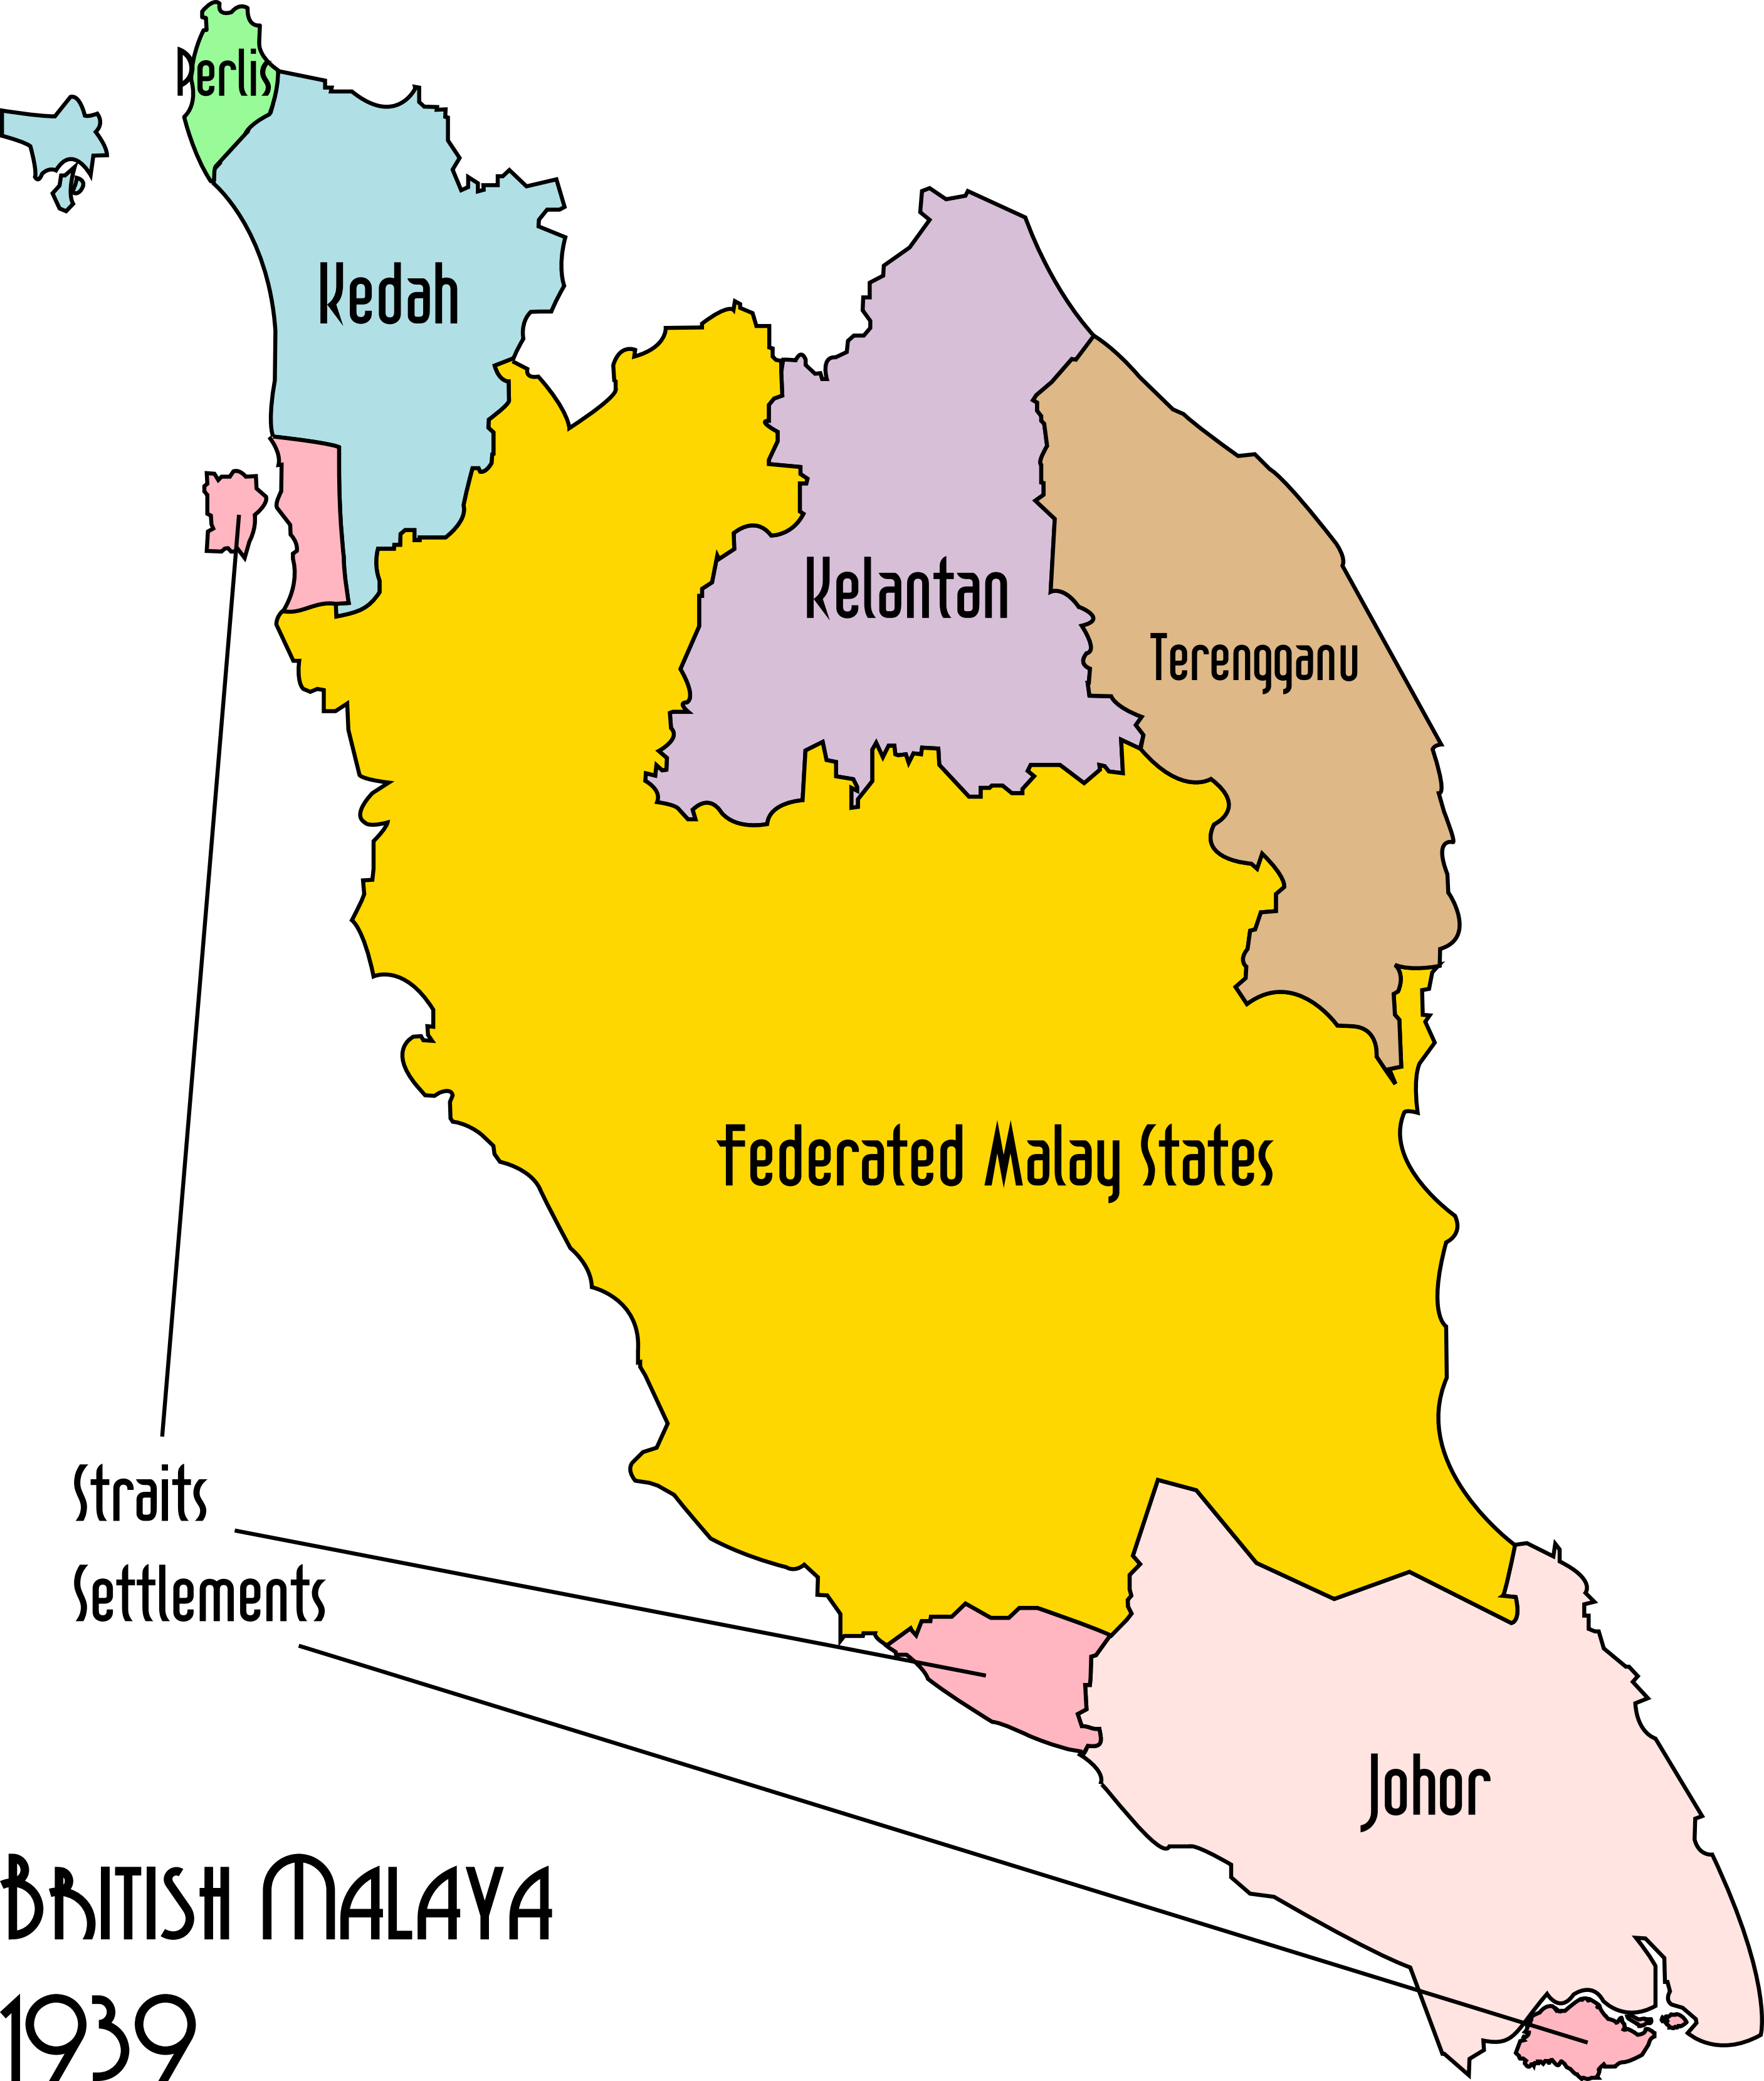 Perlis
Kedah
Kelantan
Terengganu
Federated Malay States
Straits
Settlements
Johor
BRITISH MALAYA
1939